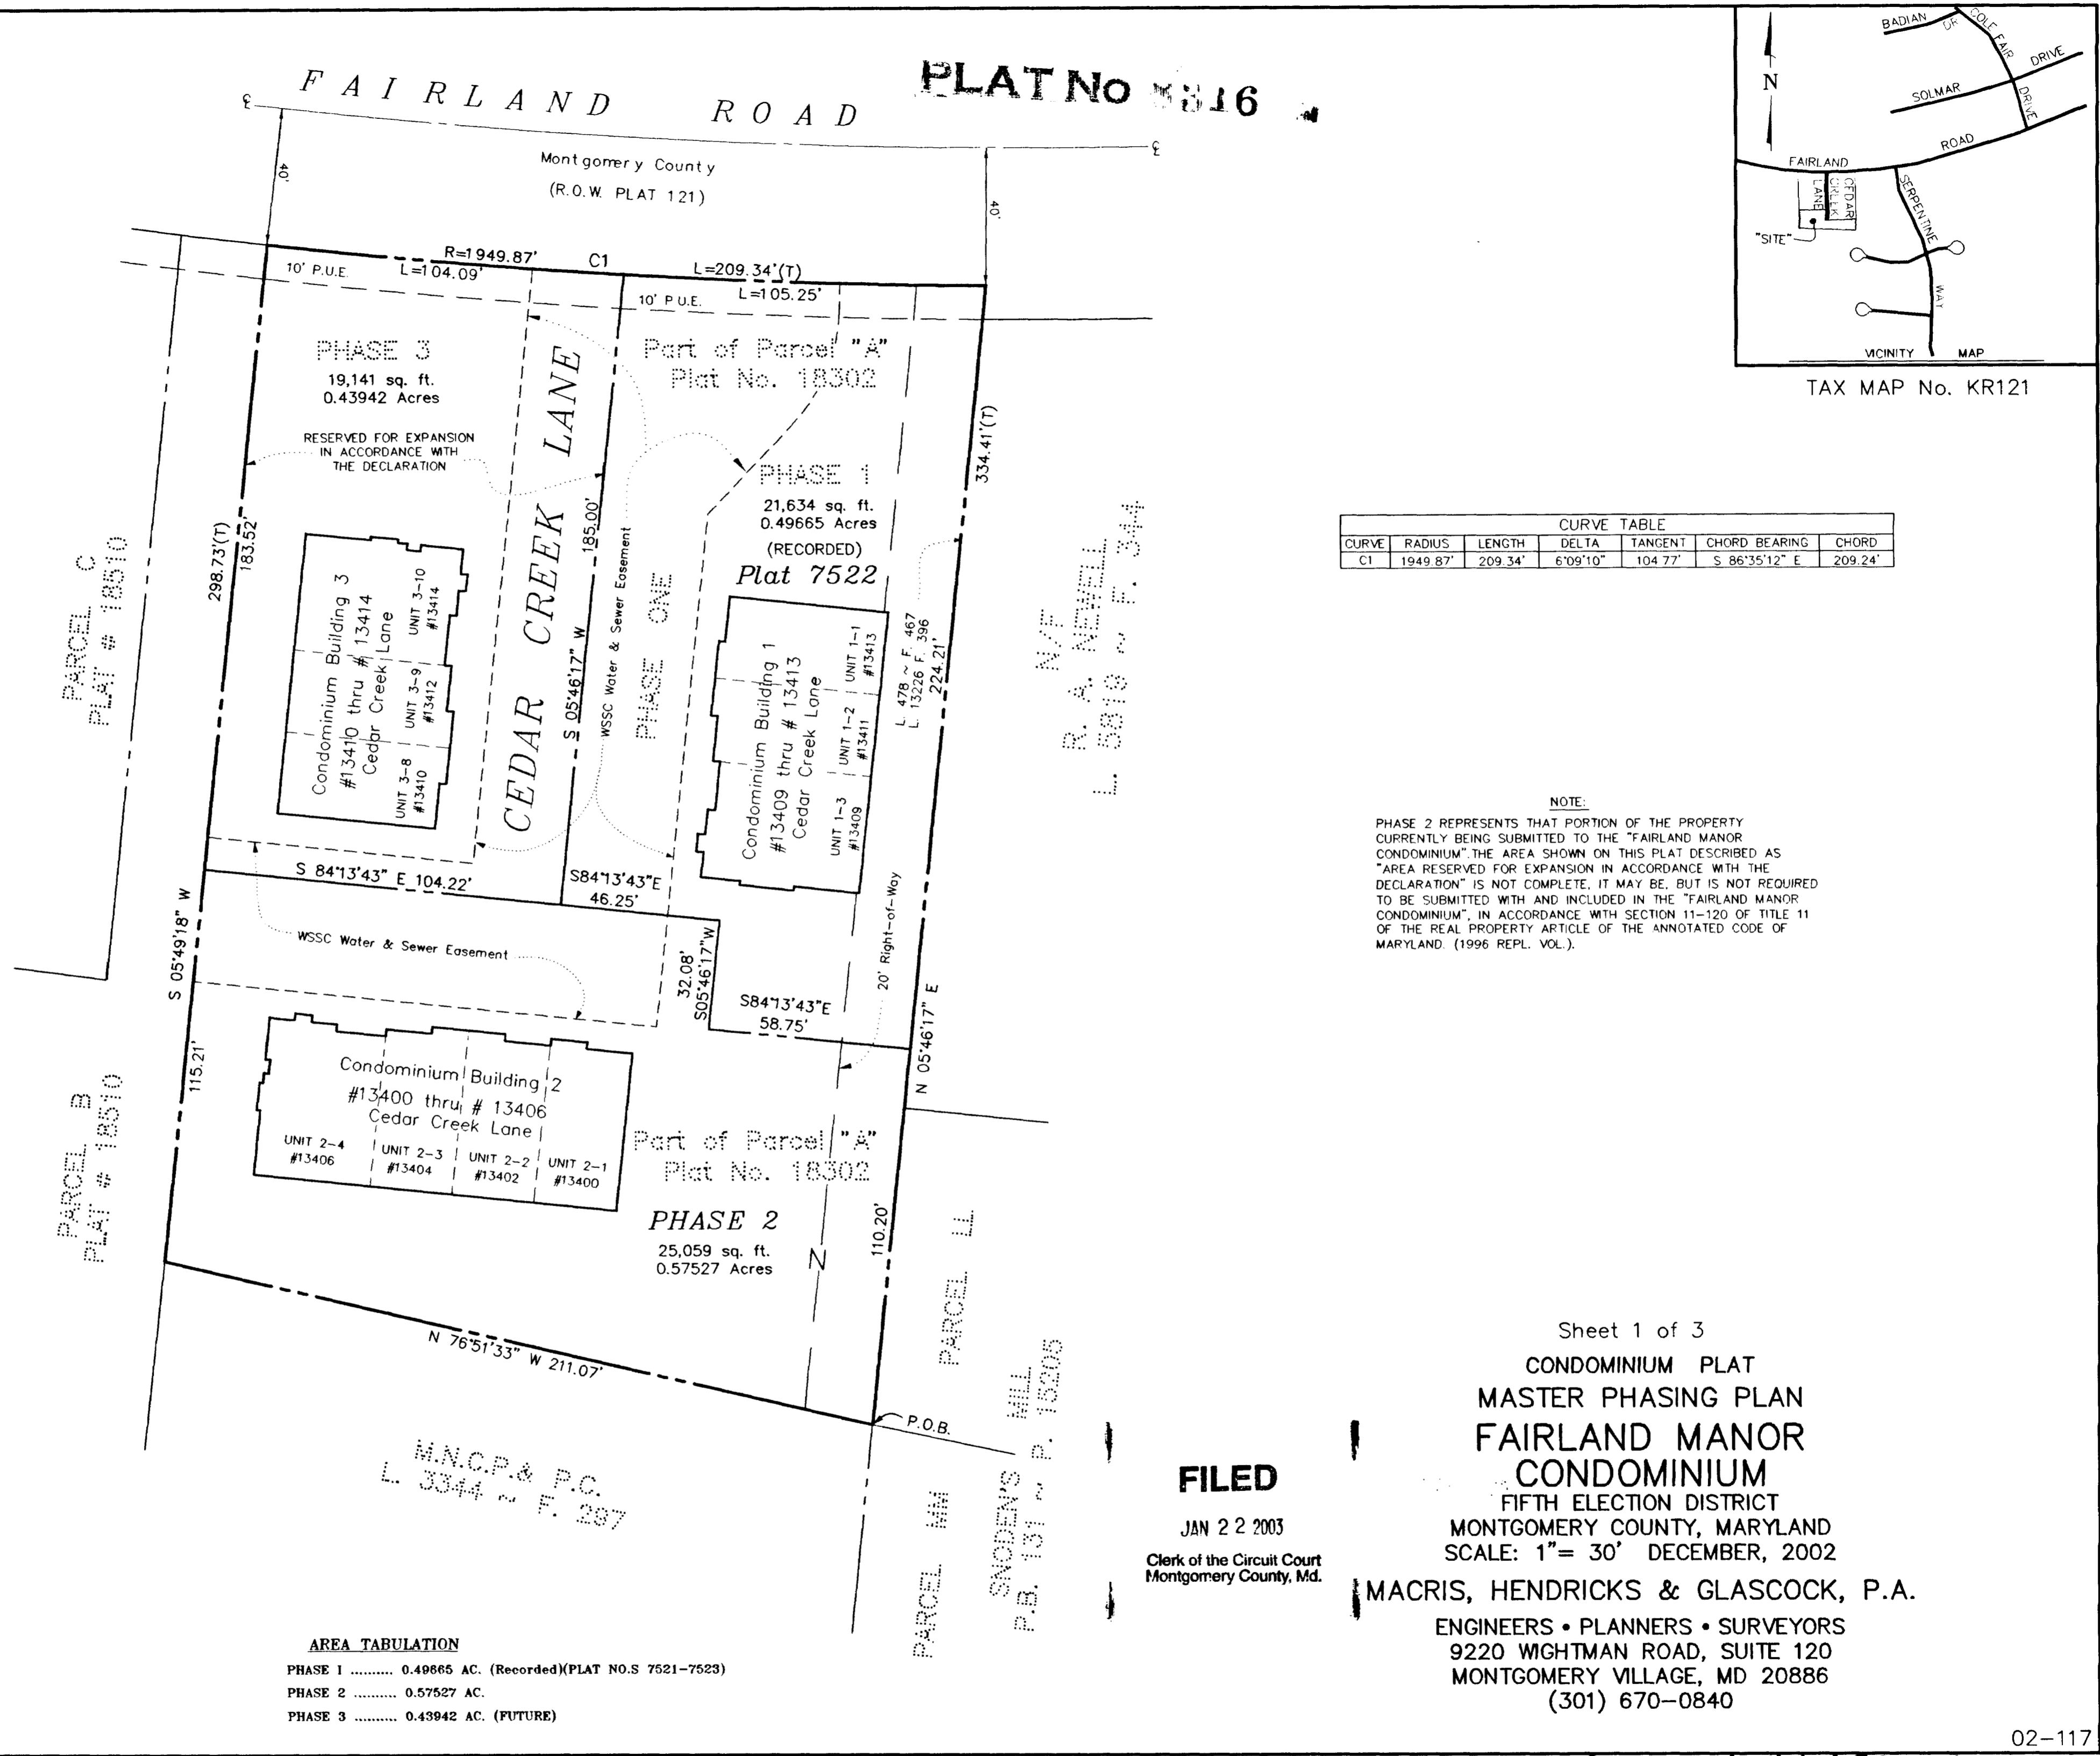 PLAT No
FAIRLAND ROAD
Montgomery County
(R.O.W. PLAT 121)
40'
40'
R=1949.87' C1 L=209.34'(T)
10' P.U.E. L=104.09'
10' P.U.E. L=105.25'
PHASE 3
19,141 sq. ft.
0.43942 Acres
RESERVED FOR EXPANSION
IN ACCORDANCE WITH
THE DECLARATION
CEDAR CREEK LANE
Part of Parcel "A"
Plat No. 18302
PHASE 1
21,634 sq. ft.
0.49665 Acres
(RECORDED)
Plat 7522
298.73'(T)
183.52'
S 05°46'17" W 185.00'
WSSC Water & Sewer Easement
PHASE ONE
334.41'(T)
224.21'
L. 478 ~ F. 467
L. 13226 F. 396
PARCEL C
PLAT # 18510
N/F
R. A. NEWELL
L. 5819 ~ F. 344
Condominium Building 3
#13410 thru # 13414
Cedar Creek Lane
UNIT 3-10
#13414
UNIT 3-9
#13412
UNIT 3-8
#13410
Condominium Building 1
#13409 thru # 13413
Cedar Creek Lane
UNIT 1-1
#13413
UNIT 1-2
#13411
UNIT 1-3
#13409
S 84°13'43" E 104.22'
S84°13'43"E
46.25'
WSSC Water & Sewer Easement
32.08'
S05°46'17"W
S84°13'43"E
58.75'
20' Right-of-Way
S 05°49'18" W
115.21'
N 05°46'17" E
110.20'
PARCEL B
PLAT # 18510
Condominium Building 2
#13400 thru # 13406
Cedar Creek Lane
UNIT 2-4
#13406
UNIT 2-3
#13404
UNIT 2-2
#13402
UNIT 2-1
#13400
Part of Parcel "A"
Plat No. 18302
PHASE 2
25,059 sq. ft.
0.57527 Acres
N
N 76°51'33" W 211.07'
P.O.B.
M.N.C.P.& P.C.
L. 3344 ~ F. 297
PARCEL LL
PARCEL MM
SNODEN'S MILL
P.B. 131 ~ P. 15205
AREA TABULATION
PHASE 1 .......... 0.49665 AC. (Recorded)(PLAT NO.S 7521-7523)
PHASE 2 .......... 0.57527 AC.
PHASE 3 .......... 0.43942 AC. (FUTURE)
N
BADIAN DR
COLE FAIR DRIVE
SOLMAR DRIVE
FAIRLAND ROAD
CEDAR
CREEK
LANE
SERPENTINE WAY
"SITE"
VICINITY MAP
TAX MAP No. KR121
CURVE TABLE
CURVE RADIUS LENGTH DELTA TANGENT CHORD BEARING CHORD
C1 1949.87' 209.34' 6°09'10" 104.77' S 86°35'12" E 209.24'
NOTE:
PHASE 2 REPRESENTS THAT PORTION OF THE PROPERTY
CURRENTLY BEING SUBMITTED TO THE "FAIRLAND MANOR
CONDOMINIUM".THE AREA SHOWN ON THIS PLAT DESCRIBED AS
"AREA RESERVED FOR EXPANSION IN ACCORDANCE WITH THE
DECLARATION" IS NOT COMPLETE, IT MAY BE, BUT IS NOT REQUIRED
TO BE SUBMITTED WITH AND INCLUDED IN THE "FAIRLAND MANOR
CONDOMINIUM", IN ACCORDANCE WITH SECTION 11-120 OF TITLE 11
OF THE REAL PROPERTY ARTICLE OF THE ANNOTATED CODE OF
MARYLAND. (1996 REPL. VOL.).
FILED
JAN 22 2003
Clerk of the Circuit Court
Montgomery County, Md.
Sheet 1 of 3
CONDOMINIUM PLAT
MASTER PHASING PLAN
FAIRLAND MANOR
CONDOMINIUM
FIFTH ELECTION DISTRICT
MONTGOMERY COUNTY, MARYLAND
SCALE: 1"= 30' DECEMBER, 2002
MACRIS, HENDRICKS & GLASCOCK, P.A.
ENGINEERS • PLANNERS • SURVEYORS
9220 WIGHTMAN ROAD, SUITE 120
MONTGOMERY VILLAGE, MD 20886
(301) 670-0840
02-117